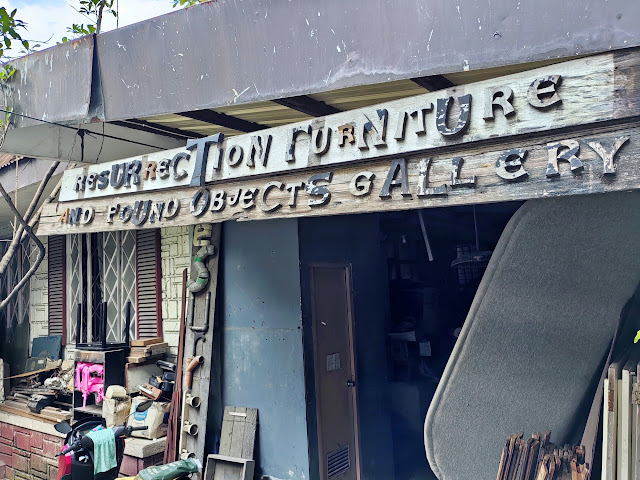 ResURRecTion FuRNiTURe
AND FOUND OBJECTS GALLERy